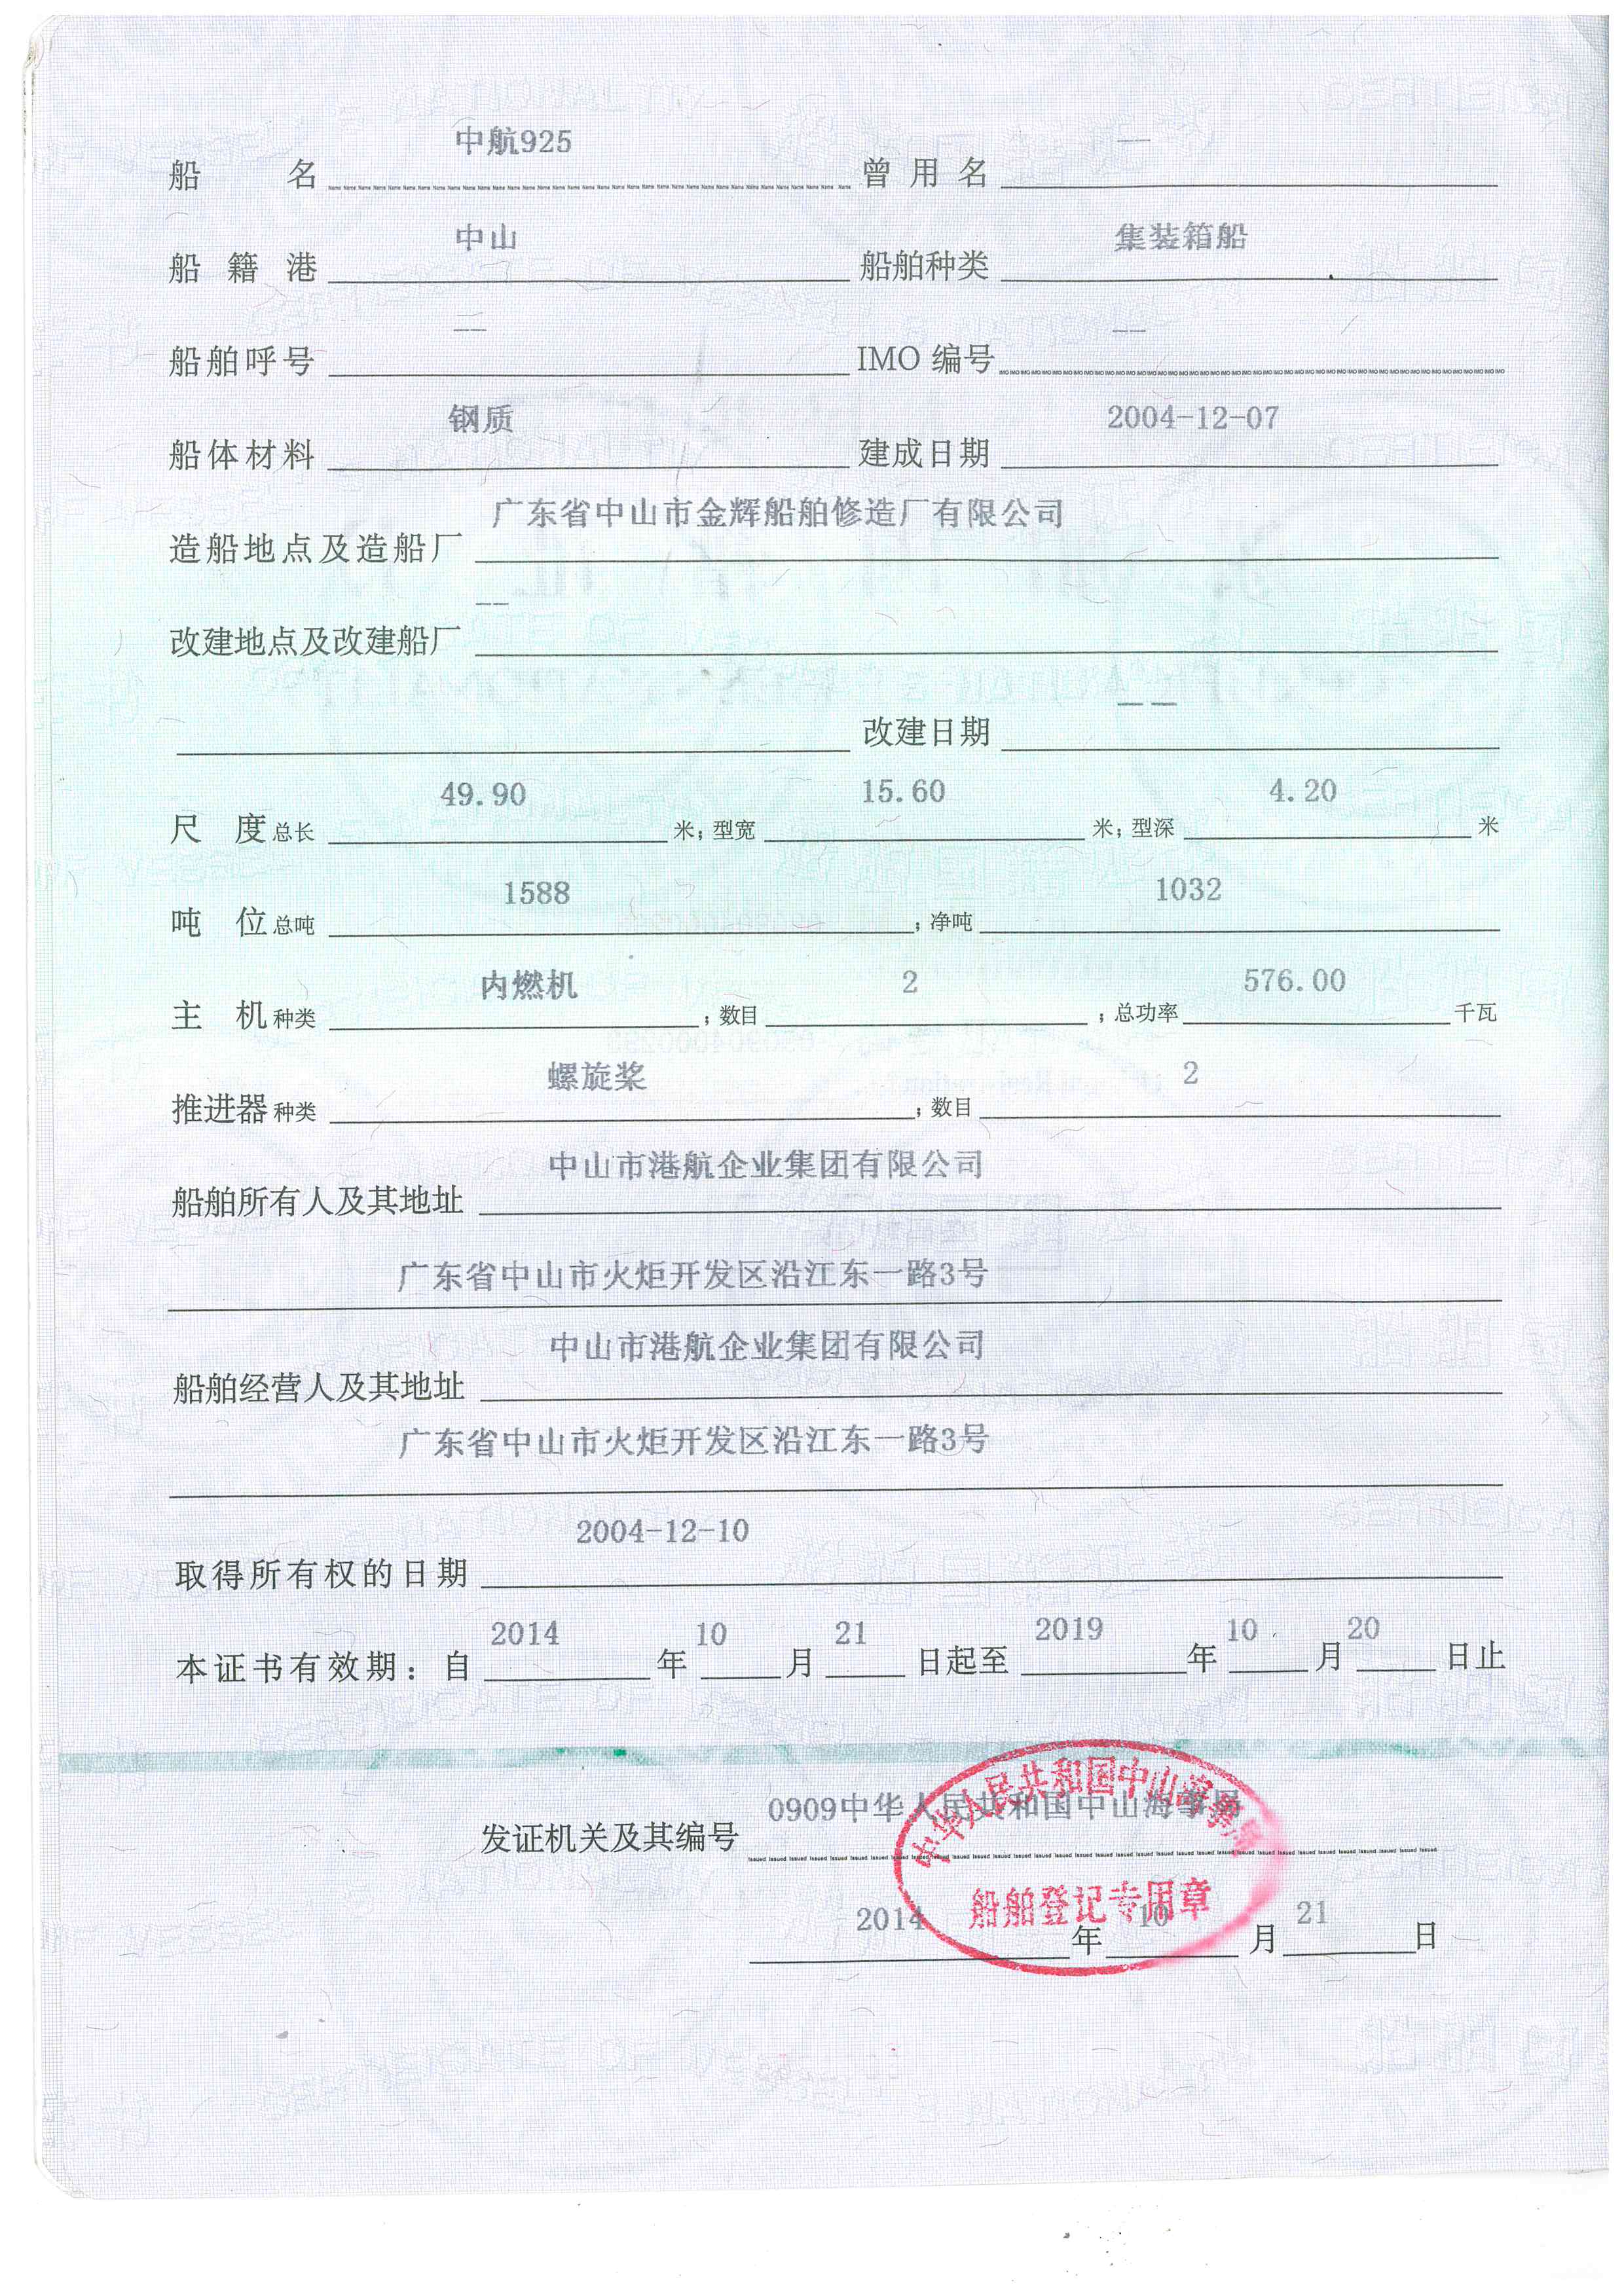 船名 中航925 曾用名 ——
船籍港 中山 船舶种类 集装箱船
船舶呼号 —— IMO 编号 ——
船体材料 钢质 建成日期 2004-12-07
造船地点及造船厂 广东省中山市金辉船舶修造厂有限公司
改建地点及改建船厂 ——
改建日期 ——
尺度总长 49.90 米；型宽 15.60 米；型深 4.20 米
吨位总吨 1588 ；净吨 1032
主机种类 内燃机 ；数目 2 ；总功率 576.00 千瓦
推进器种类 螺旋桨 ；数目 2
船舶所有人及其地址 中山市港航企业集团有限公司
广东省中山市火炬开发区沿江东一路3号
船舶经营人及其地址 中山市港航企业集团有限公司
广东省中山市火炬开发区沿江东一路3号
取得所有权的日期 2004-12-10
本证书有效期：自 2014 年 10 月 21 日起至 2019 年 10 月 20 日止
发证机关及其编号 0909中华人民共和国中山海事局
中华人民共和国中山海事局
船舶登记专用章
2014 年 10 月 21 日